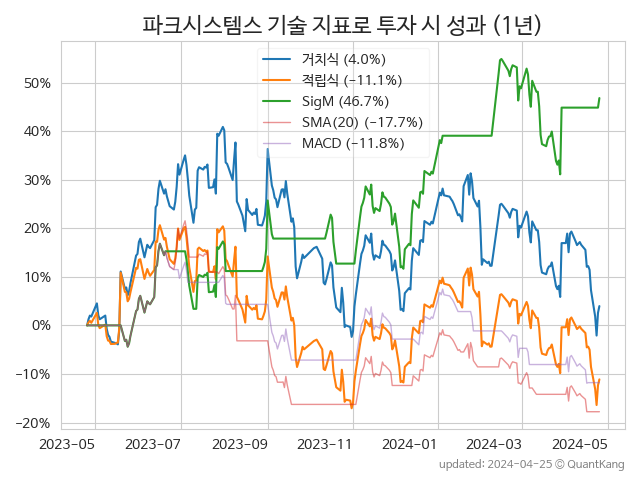 파크시스템스 기술 지표로 투자 시 성과 (1년)
거치식 (4.0%)
적립식 (−11.1%)
SigM (46.7%)
SMA(20) (−17.7%)
MACD (−11.8%)
50%
40%
30%
20%
10%
0%
−10%
−20%
2023-05 2023-07 2023-09 2023-11 2024-01 2024-03 2024-05
updated: 2024-04-25 © QuantKang